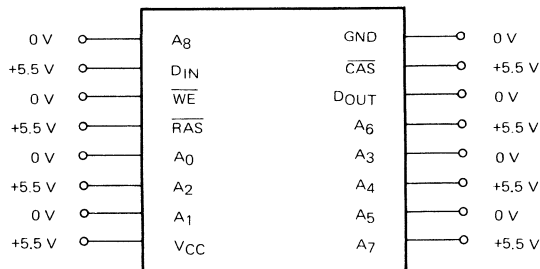 0 V A8 GND 0 V
+5.5 V DIN CAS +5.5 V
0 V WE DOUT 0 V
+5.5 V RAS A6 +5.5 V
0 V A0 A3 0 V
+5.5 V A2 A4 +5.5 V
0 V A1 A5 0 V
+5.5 V VCC A7 +5.5 V